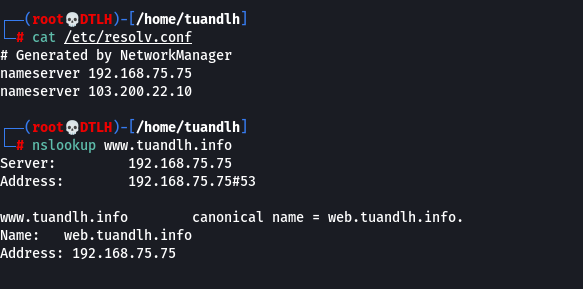 ┌──(root💀DTLH)-[/home/tuandlh]
└─# cat /etc/resolv.conf
# Generated by NetworkManager
nameserver 192.168.75.75
nameserver 103.200.22.10
┌──(root💀DTLH)-[/home/tuandlh]
└─# nslookup www.tuandlh.info
Server:         192.168.75.75
Address:        192.168.75.75#53
www.tuandlh.info        canonical name = web.tuandlh.info.
Name:   web.tuandlh.info
Address: 192.168.75.75